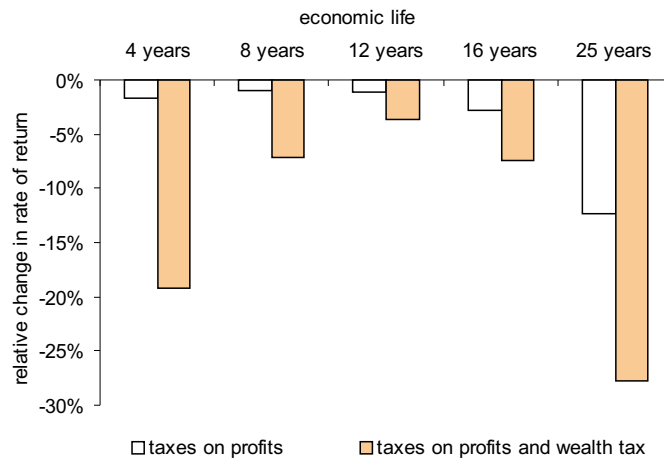 economic life
4 years 8 years 12 years 16 years 25 years
0%
-5%
-10%
-15%
-20%
-25%
-30%
relative change in rate of return
taxes on profits taxes on profits and wealth tax